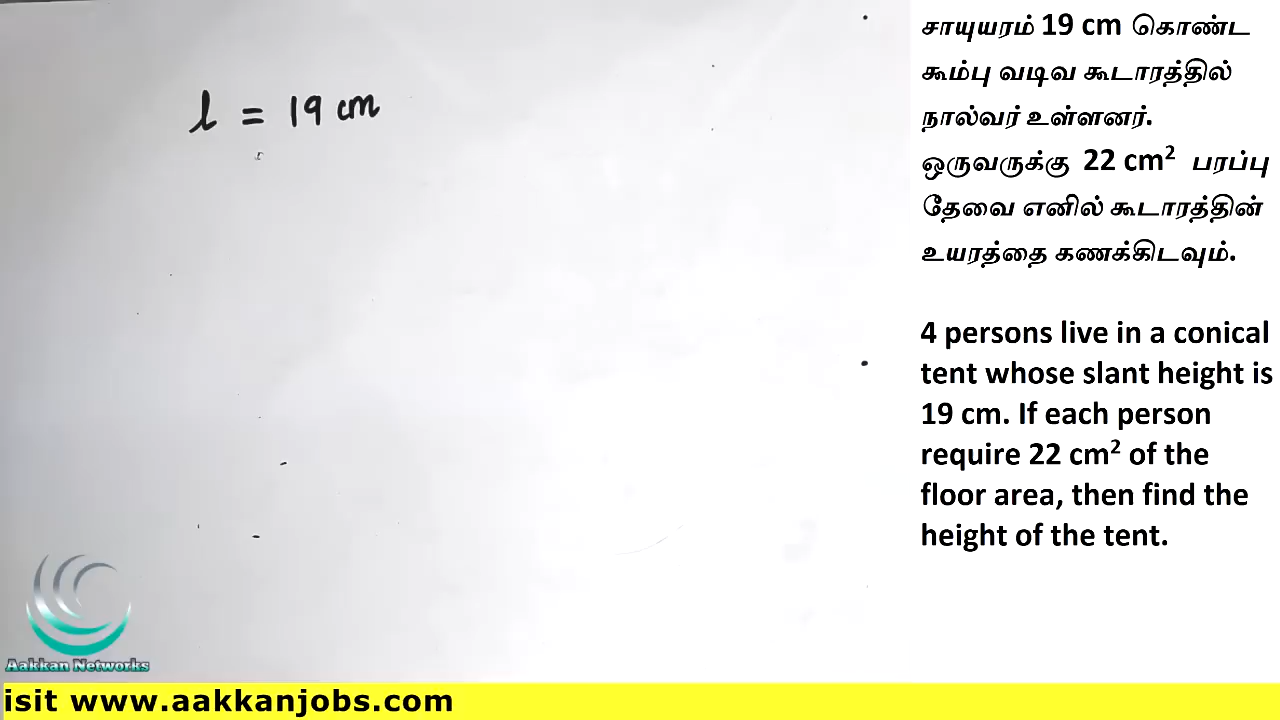 l = 19 cm
சாயுயரம் 19 cm கொண்ட
கூம்பு வடிவ கூடாரத்தில்
நால்வர் உள்ளனர்.
ஒருவருக்கு 22 cm² பரப்பு
தேவை எனில் கூடாரத்தின்
உயரத்தை கணக்கிடவும்.
4 persons live in a conical
tent whose slant height is
19 cm. If each person
require 22 cm² of the
floor area, then find the
height of the tent.
Aakkan Networks
isit www.aakkanjobs.com